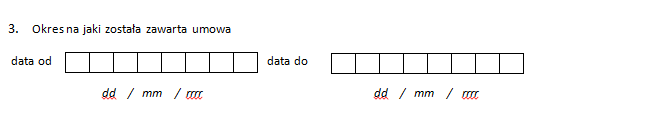 3. Okres na jaki została zawarta umowa
data od data do
dd / mm / rrrr dd / mm / rrrr